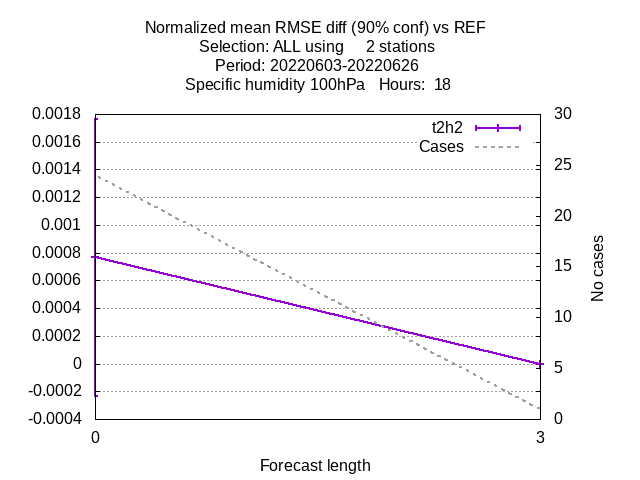 Normalized mean RMSE diff (90% conf) vs REF
Selection: ALL using     2 stations
Period: 20220603-20220626
Specific humidity 100hPa   Hours:  18
0.0018
0.0016
0.0014
0.0012
0.001
0.0008
0.0006
0.0004
0.0002
0
-0.0002
-0.0004
t2h2
Cases
30
25
20
15
10
5
0
No cases
0
3
Forecast length